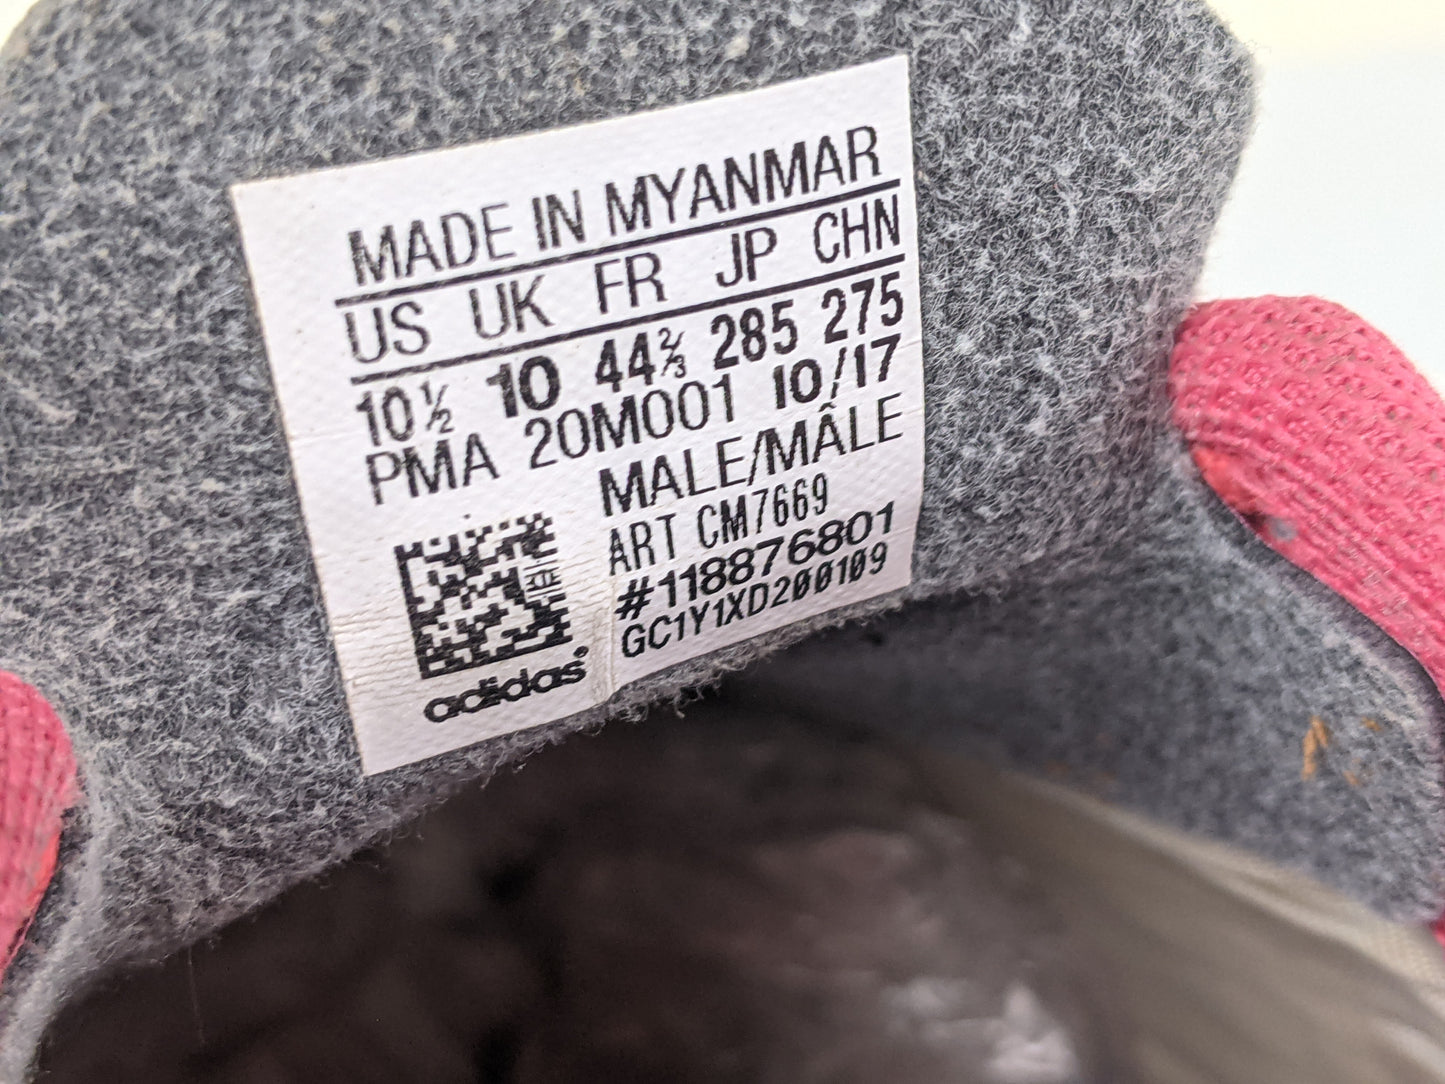 MADE IN MYANMAR
US UK FR JP CHN
10½ 10 44⅔ 285 275
PMA 20M001 10/17
MALE/MÂLE
ART CM7669
#118876801
GC1Y1XD200109
adidas